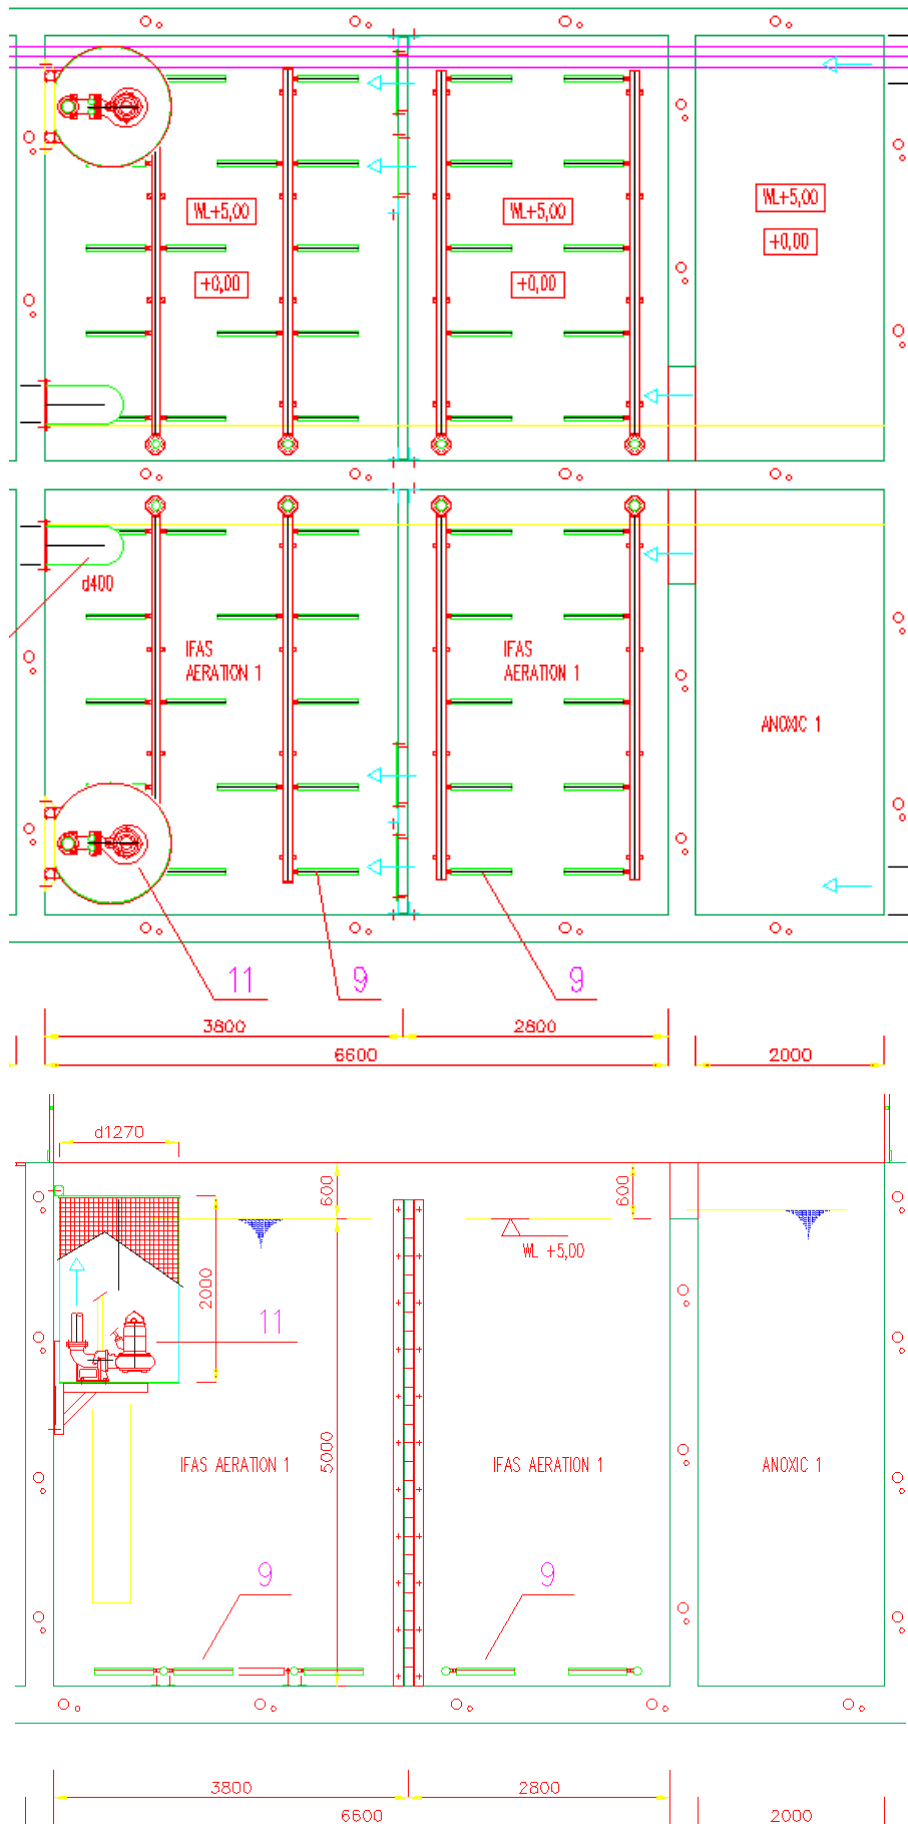 WL+5,00
WL+5,00
WL+5,00
+0,00
+0,00
+0,00
d400
IFAS
AERATION 1
IFAS
AERATION 1
ANOXIC 1
11
9
9
3800
2800
6600
2000
d1270
600
600
WL +5,00
2000
11
5000
IFAS AERATION 1
IFAS AERATION 1
ANOXIC 1
9
9
3800
2800
6600
2000